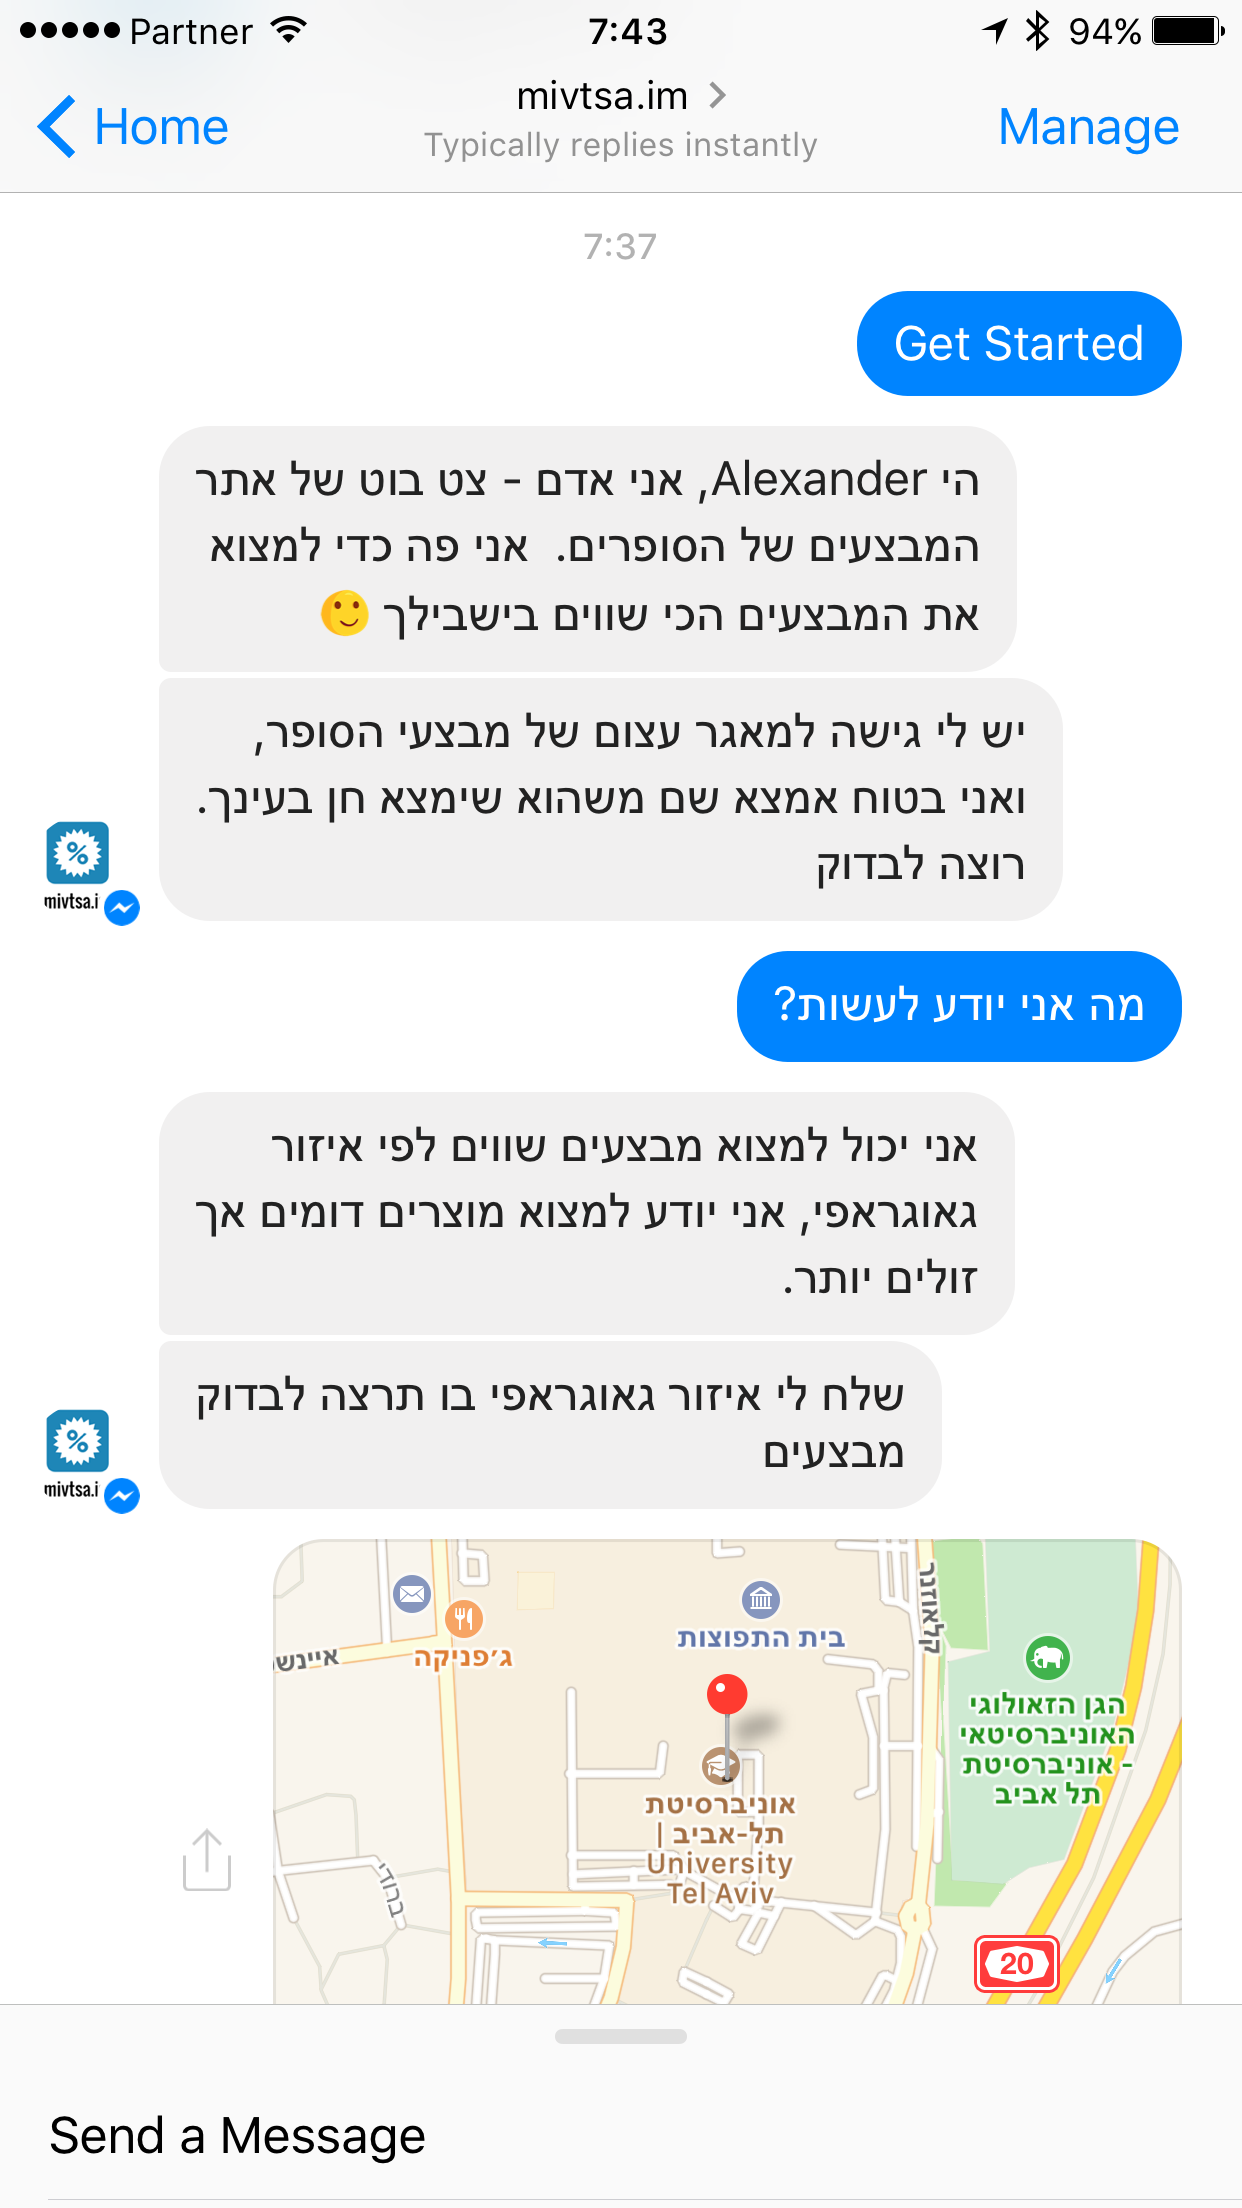 Partner
7:43
94%
Home
mivtsa.im
Manage
Typically replies instantly
7:37
Get Started
היי Alexander, אני אדם - צט בוט של אתר
המבצעים של הסופרים.  אני פה כדי למצוא
את המבצעים הכי שווים בישבילך 🙂
יש לי גישה למאגר עצום של מבצעי הסופר,
ואני בטוח אמצא שם משהוא שימצא חן בעינך.
רוצה לבדוק
%
mivtsa.i
מה אני יודע לעשות?
אני יכול למצוא מבצעים שווים לפי איזור
גאוגראפי, אני יודע למצוא מוצרים דומים אך
זולים יותר.
שלח לי איזור גאוגראפי בו תרצה לבדוק
מבצעים
%
mivtsa.i
קלאוזנר
בית התפוצות
ג׳פניקה
איינש
הגן הזאולוגי
האוניברסיטאי
- אוניברסיטת
תל אביב
אוניברסיטת
תל-אביב |
University
Tel Aviv
ברודי
20
Send a Message